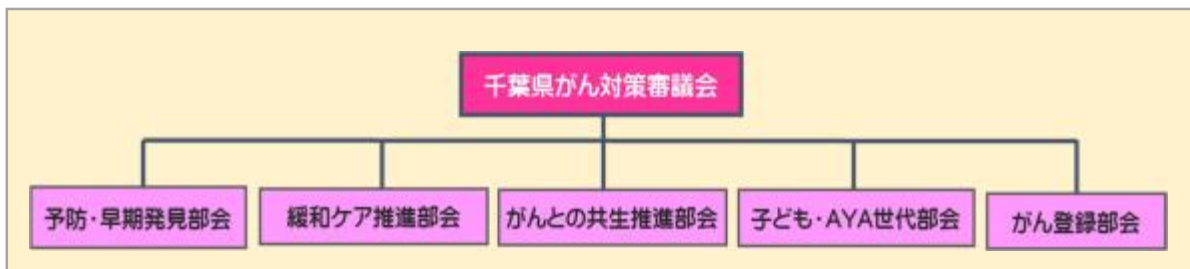 千葉県がん対策審議会
予防・早期発見部会
緩和ケア推進部会
がんとの共生推進部会
子ども・AYA世代部会
がん登録部会